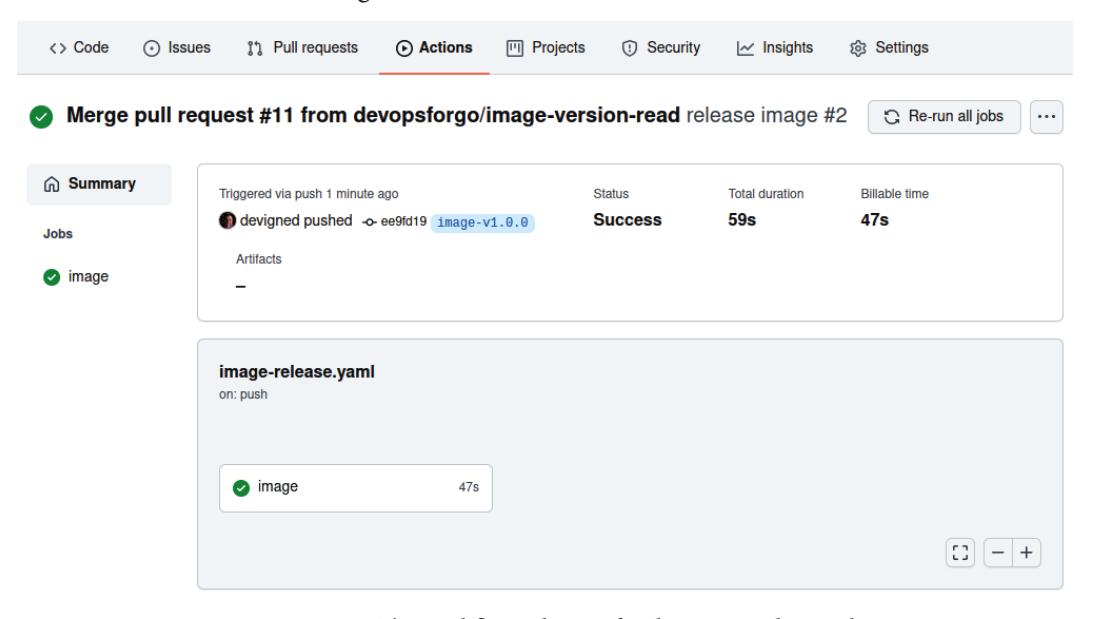 Code Issues Pull requests Actions Projects Security Insights Settings
Merge pull request #11 from devopsforgo/image-version-read release image #2 Re-run all jobs ...
Summary
Jobs
image
Triggered via push 1 minute ago Status Total duration Billable time
devigned pushed ee9fd19 image-v1.0.0 Success 59s 47s
Artifacts
–
image-release.yaml
on: push
image 47s